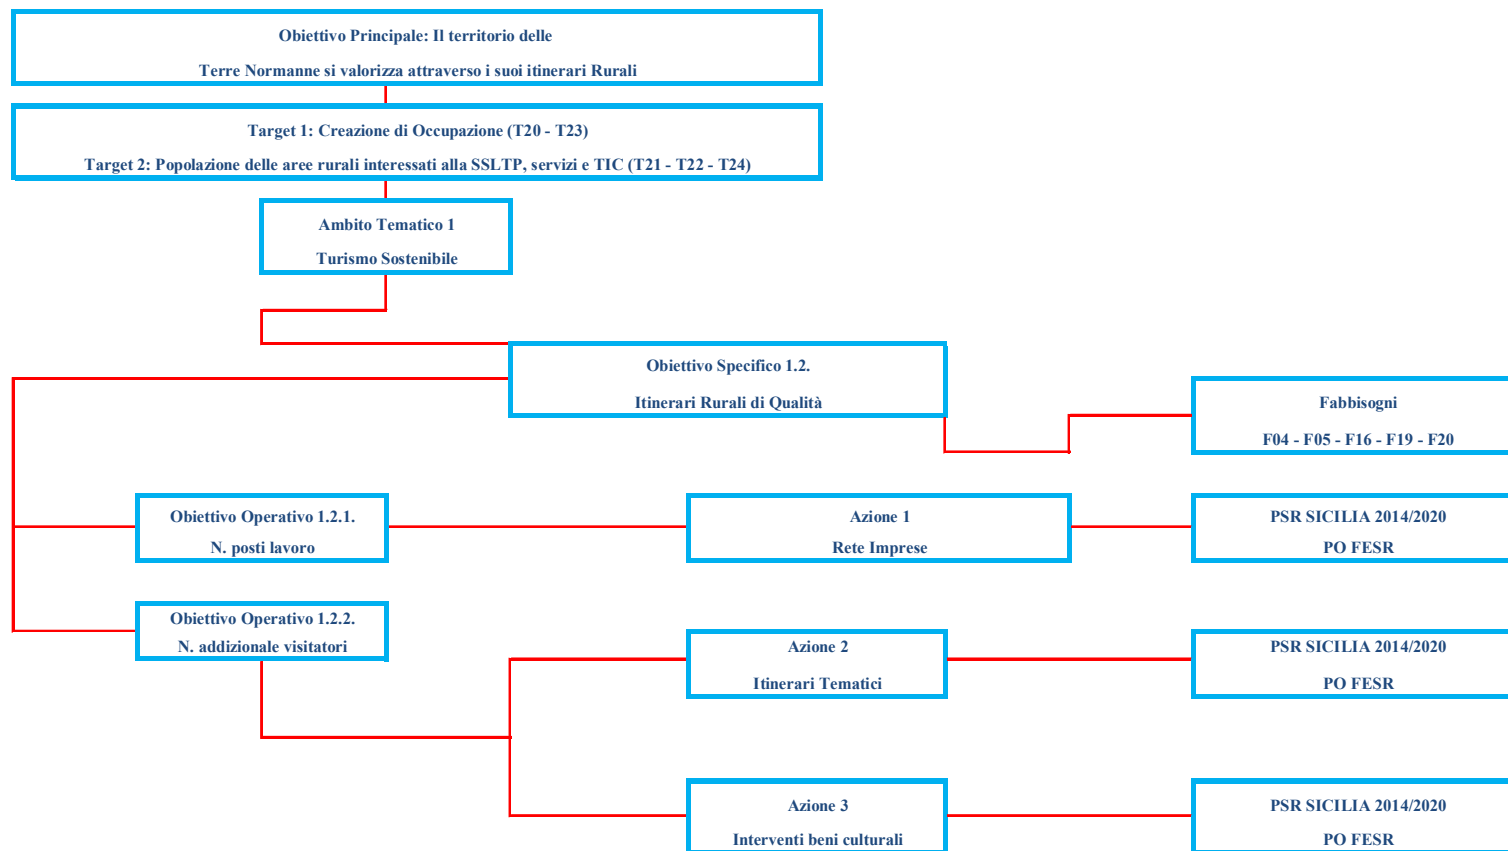 Obiettivo Principale: Il territorio delle
Terre Normanne si valorizza attraverso i suoi itinerari Rurali
Target 1: Creazione di Occupazione (T20 - T23)
Target 2: Popolazione delle aree rurali interessati alla SSLTP, servizi e TIC (T21 - T22 - T24)
Ambito Tematico 1
Turismo Sostenibile
Obiettivo Specifico 1.2.
Itinerari Rurali di Qualità
Fabbisogni
F04 - F05 - F16 - F19 - F20
Obiettivo Operativo 1.2.1.
N. posti lavoro
Azione 1
Rete Imprese
PSR SICILIA 2014/2020
PO FESR
Obiettivo Operativo 1.2.2.
N. addizionale visitatori
Azione 2
Itinerari Tematici
PSR SICILIA 2014/2020
PO FESR
Azione 3
Interventi beni culturali
PSR SICILIA 2014/2020
PO FESR